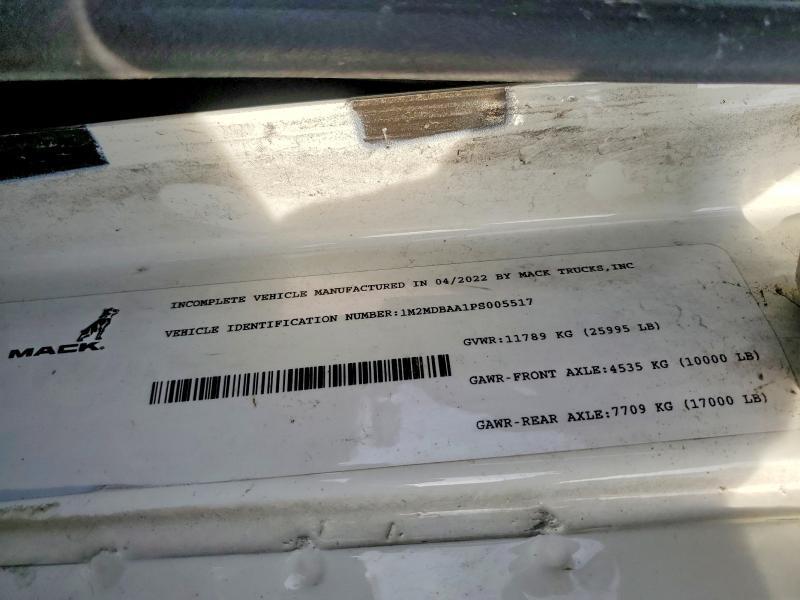 INCOMPLETE VEHICLE MANUFACTURED IN 04/2022 BY MACK TRUCKS,INC
VEHICLE IDENTIFICATION NUMBER:1M2MDBAA1PS005517
MACK
GVWR:11789 KG (25995 LB)
GAWR-FRONT AXLE:4535 KG (10000 LB)
GAWR-REAR AXLE:7709 KG (17000 LB)